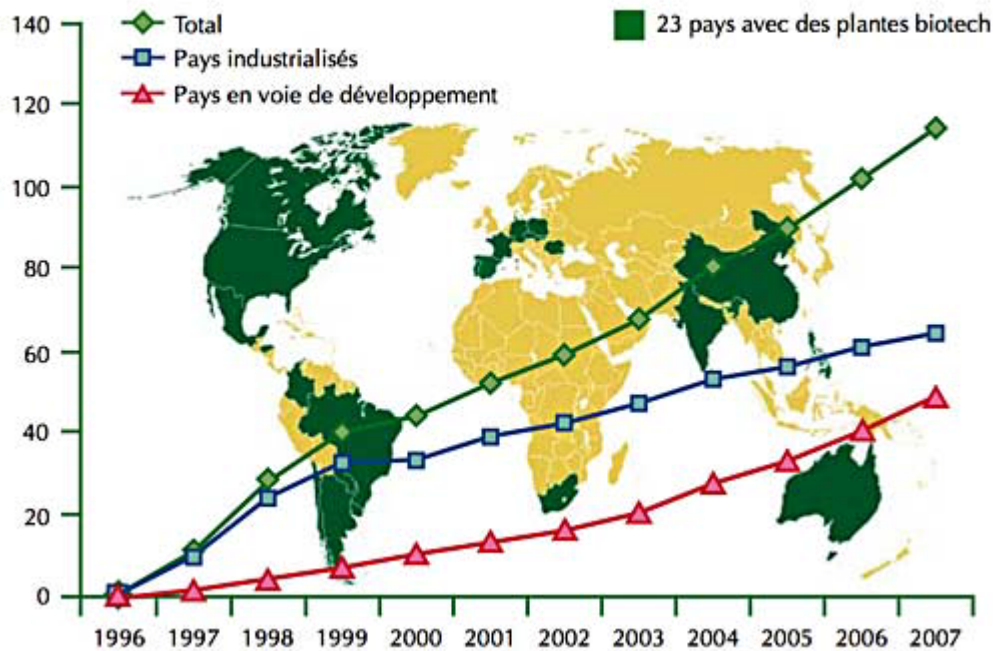 Total
Pays industrialisés
Pays en voie de développement
23 pays avec des plantes biotech
140
120
100
80
60
40
20
0
1996 1997 1998 1999 2000 2001 2002 2003 2004 2005 2006 2007